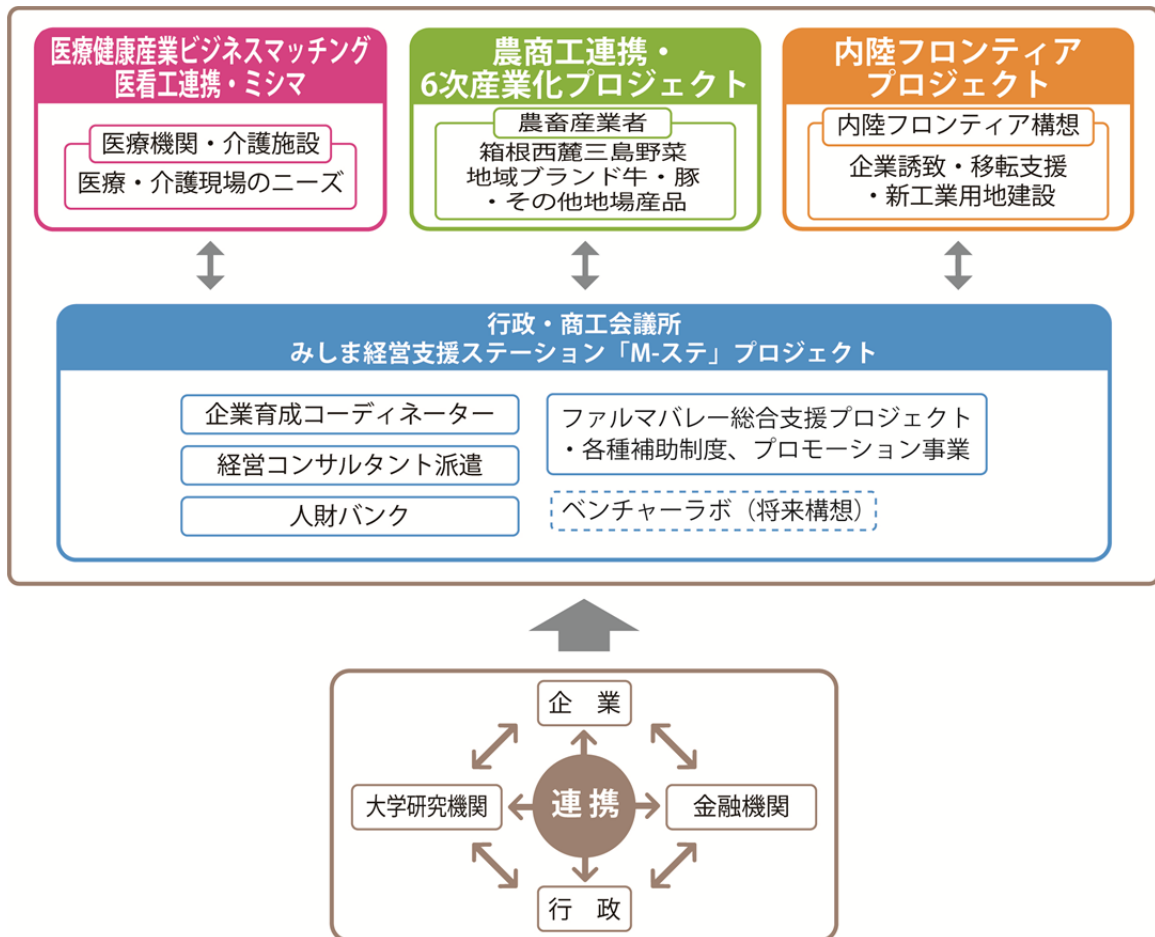 医療健康産業ビジネスマッチング
医看工連携・ミシマ
医療機関・介護施設
医療・介護現場のニーズ
農商工連携・
6次産業化プロジェクト
農畜産業者
箱根西麓三島野菜
地域ブランド牛・豚
・その他地場産品
内陸フロンティア
プロジェクト
内陸フロンティア構想
企業誘致・移転支援
・新工業用地建設
行政・商工会議所
みしま経営支援ステーション「M-ステ」プロジェクト
企業育成コーディネーター
経営コンサルタント派遣
人財バンク
ファルマバレー総合支援プロジェクト
・各種補助制度、プロモーション事業
ベンチャーラボ（将来構想）
企　業
大学研究機関
連携
金融機関
行　政